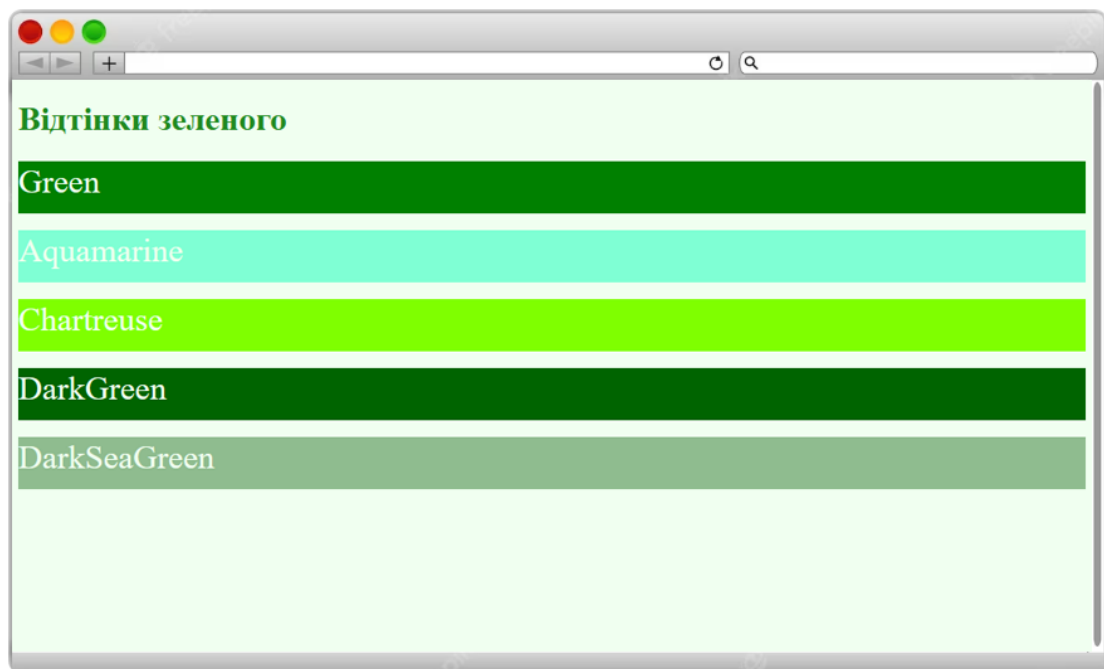 Відтінки зеленого
Green
Aquamarine
Chartreuse
DarkGreen
DarkSeaGreen